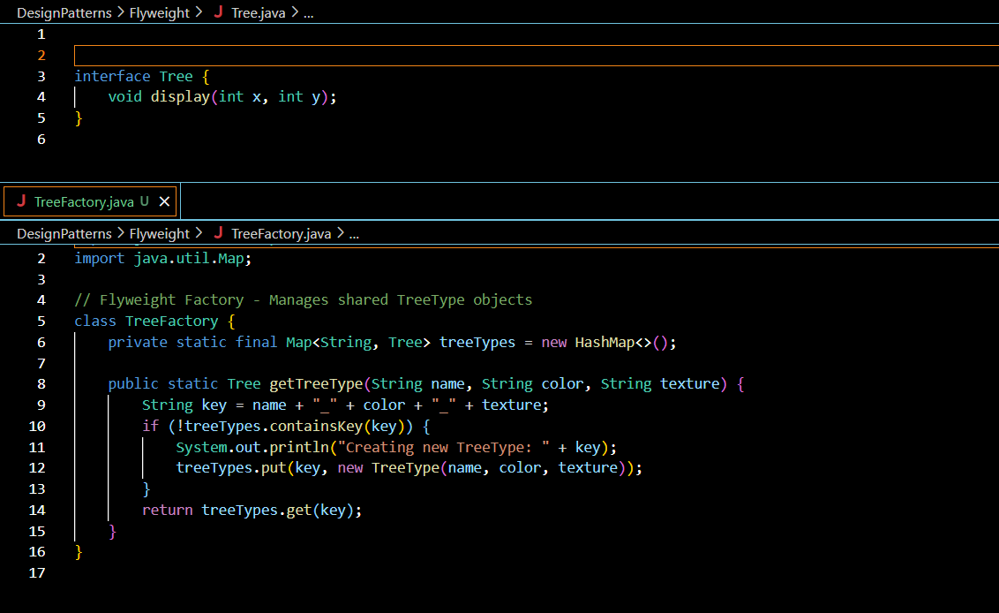 DesignPatterns > Flyweight > J Tree.java > ...
1
2
3 interface Tree {
4     void display(int x, int y);
5 }
6
J TreeFactory.java U ×
DesignPatterns > Flyweight > J TreeFactory.java > ...
2 import java.util.Map;
3
4 // Flyweight Factory - Manages shared TreeType objects
5 class TreeFactory {
6     private static final Map<String, Tree> treeTypes = new HashMap<>();
7
8     public static Tree getTreeType(String name, String color, String texture) {
9         String key = name + "_" + color + "_" + texture;
10         if (!treeTypes.containsKey(key)) {
11             System.out.println("Creating new TreeType: " + key);
12             treeTypes.put(key, new TreeType(name, color, texture));
13         }
14         return treeTypes.get(key);
15     }
16 }
17